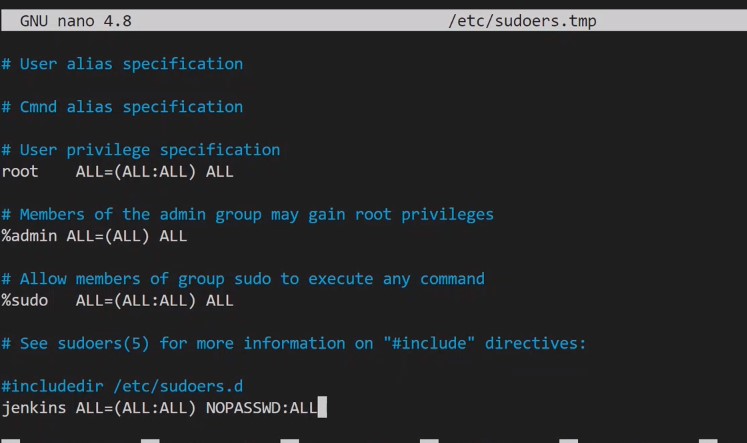 GNU nano 4.8 /etc/sudoers.tmp
# User alias specification
# Cmnd alias specification
# User privilege specification
root ALL=(ALL:ALL) ALL
# Members of the admin group may gain root privileges
%admin ALL=(ALL) ALL
# Allow members of group sudo to execute any command
%sudo ALL=(ALL:ALL) ALL
# See sudoers(5) for more information on "#include" directives:
#includedir /etc/sudoers.d
jenkins ALL=(ALL:ALL) NOPASSWD:ALL